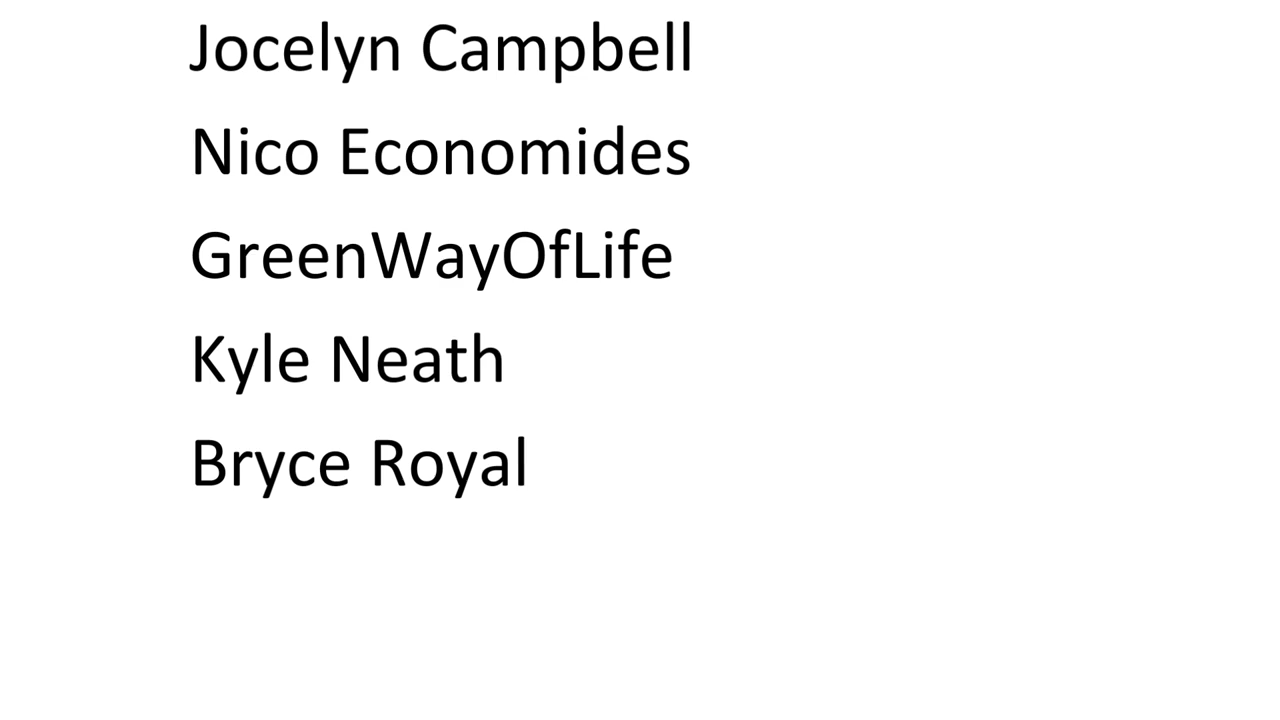 Jocelyn Campbell
Nico Economides
GreenWayOfLife
Kyle Neath
Bryce Royal